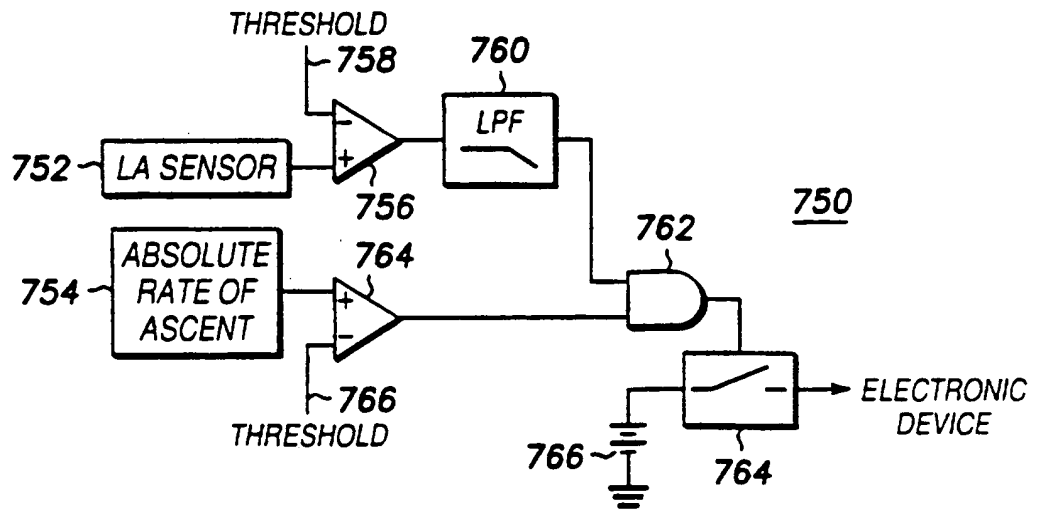 THRESHOLD
758
760
LPF
752
LA SENSOR
-
+
756
750
762
764
754
ABSOLUTE
RATE OF
ASCENT
+
-
766
THRESHOLD
ELECTRONIC
DEVICE
766
764